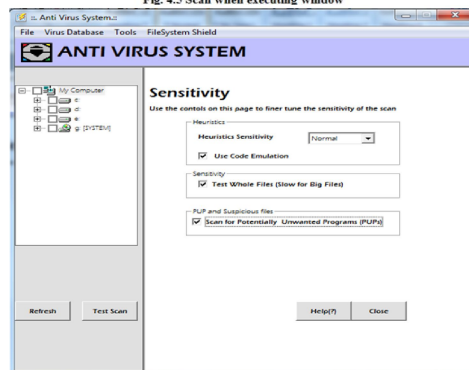 Fig. 4.5 Scan when executing window
.:. Anti Virus System.::
File Virus Database Tools FileSystem Shield
ANTI VIRUS SYSTEM
My Computer
c:
d:
e:
g: [SYSTEM]
Sensitivity
Use the contols on this page to finer tune the sensitivity of the scan
Heuristics
Heuristics Sensitivity Normal
Use Code Emulation
Sensitivity
Test Whole Files (Slow for Big Files)
PUP and Suspicious files
Scan for Potentially Unwanted Programs (PUPs)
Refresh Test Scan Help(?) Close